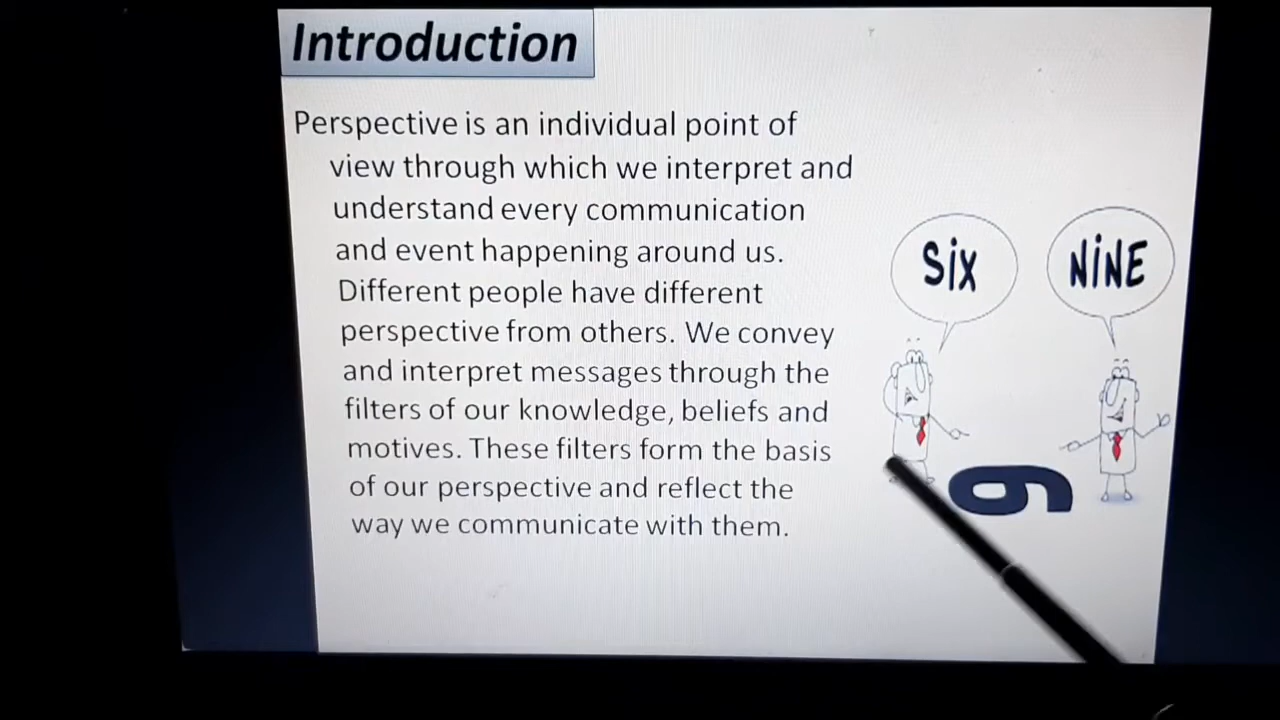 Introduction
Perspective is an individual point of
view through which we interpret and
understand every communication
and event happening around us.
Different people have different
perspective from others. We convey
and interpret messages through the
filters of our knowledge, beliefs and
motives. These filters form the basis
of our perspective and reflect the
way we communicate with them.
SiX
NiNE
6